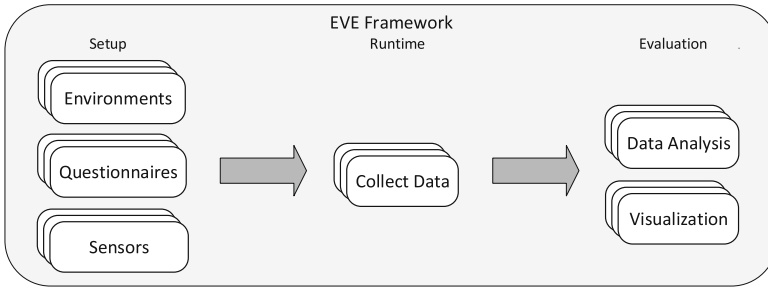 EVE Framework
Setup
Runtime
Evaluation
Environments
Questionnaires
Sensors
Collect Data
Data Analysis
Visualization